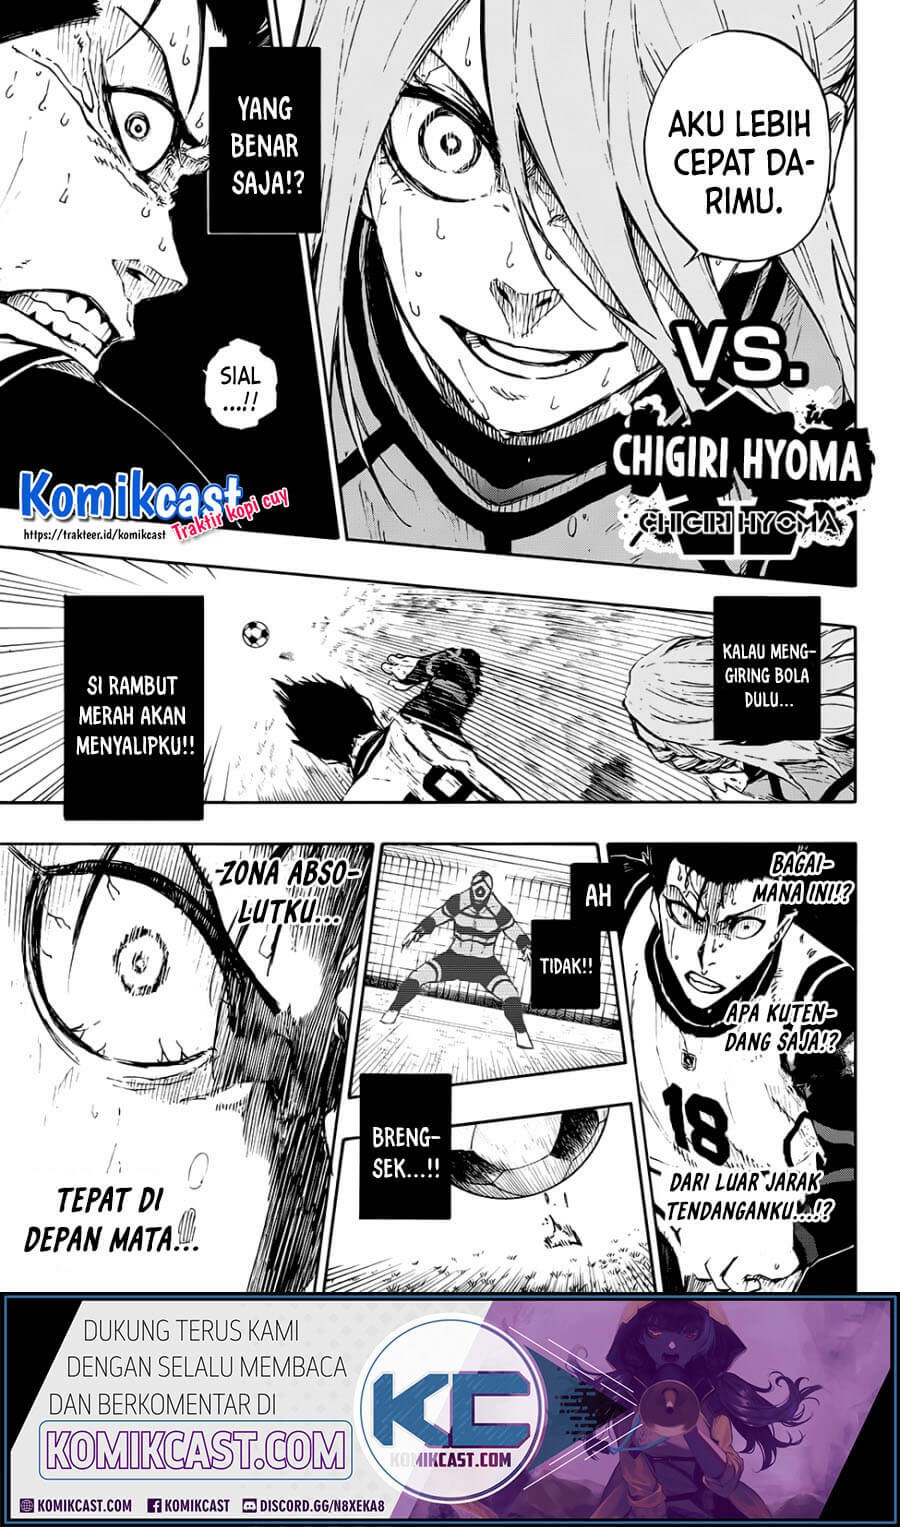 AKU LEBIH
CEPAT DA-
RIMU.
YANG
BENAR
SAJA!?
VS.
CHIGIRI HYOMA
CHIGIRI HYOMA
SIAL
...!!
Komikcast
https://trakteer.id/komikcast
Traktir kopi cuy
KALAU MENG-
GIRING BOLA
DULU...
SI RAMBUT
MERAH AKAN
MENYALIPKU!!
9
BAGAI-
MANA INI!?
APA KUTEN-
DANG SAJA!?
18
DARI LUAR JARAK
TENDANGANKU...!?
AH
TIDAK!!
BRENG-
SEK...!!
ZONA ABSO-
LUTKU...
TEPAT DI
DEPAN MATA...
DUKUNG TERUS KAMI
DENGAN SELALU MEMBACA
DAN BERKOMENTAR DI
KOMIKCAST.COM
KC
KOMIKCAST.COM
KOMIKCAST.COM
KOMIKCAST
DISCORD.GG/N8XEKA8